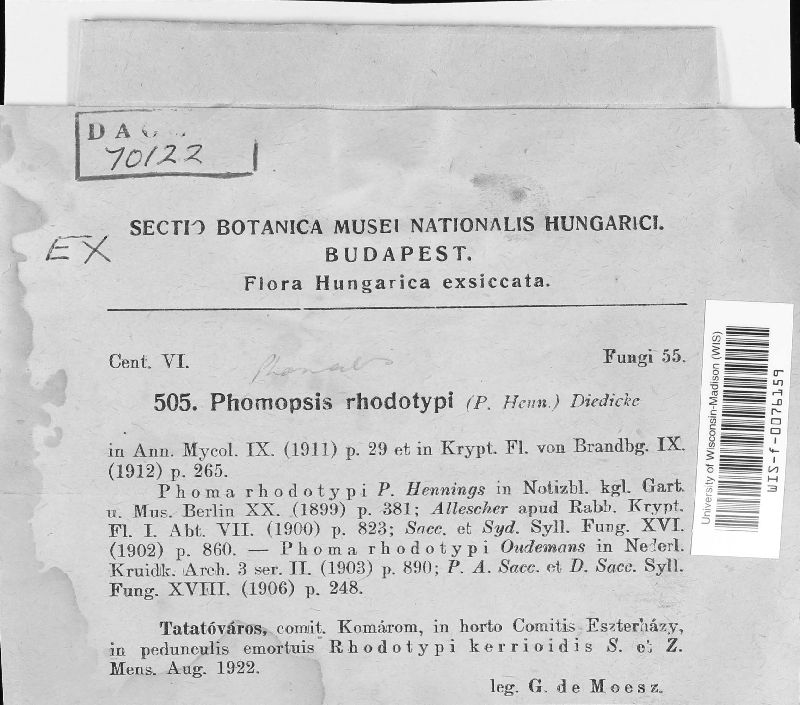 DA
70122
SECTIO BOTANICA MUSEI NATIONALIS HUNGARICI.
BUDAPEST.
EX
Flora Hungarica exsiccata.
Cent. VI.
Fungi 55.
505. Phomopsis rhodotypi (P. Henn.) Diedicke
in Ann. Mycol. IX. (1911) p. 29 et in Krypt. Fl. von Brandbg. IX.
(1912) p. 265.
Phoma rhodotypi P. Hennings in Notizbl. kgl. Gart.
u. Mus. Berlin XX. (1899) p. 381; Allescher apud Rabb. Krypt.
Fl. I. Abt. VII. (1900) p. 823; Sacc. et Syd. Syll. Fung. XVI.
(1902) p. 860. — Phoma rhodotypi Oudemans in Nederl.
Kruidk. Arch. 3 ser. II. (1903) p. 890; P. A. Sacc. et D. Sacc. Syll.
Fung. XVIII. (1906) p. 248.
Tatatóváros, comit. Komárom, in horto Comitis Eszterházy,
in pedunculis emortuis Rhodotypi kerrioidis S. et Z.
Mens. Aug. 1922.
leg. G. de Moesz.
University of Wisconsin-Madison (WIS)
WIS-f-0076159